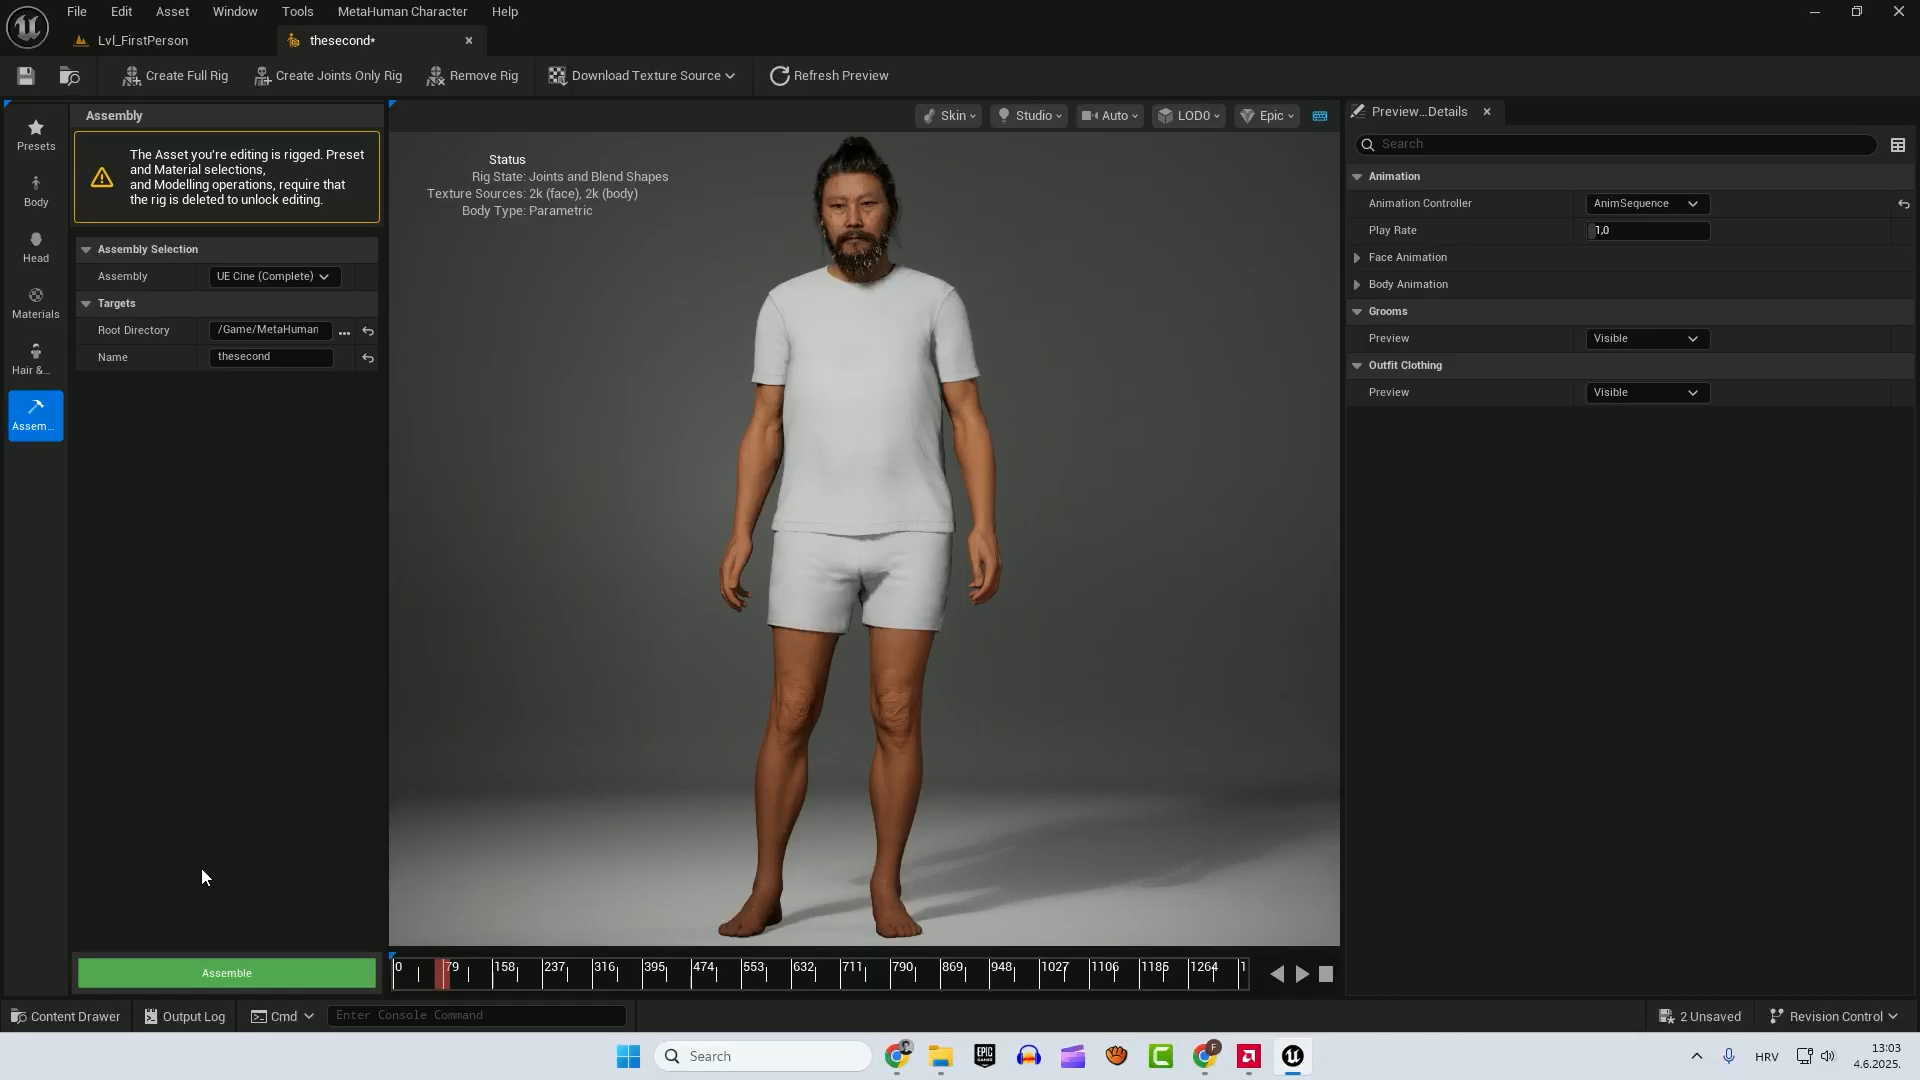 File Edit Asset Window Tools MetaHuman Character Help
Lvl_FirstPerson
thesecond*
Create Full Rig
Create Joints Only Rig
Remove Rig
Download Texture Source
Refresh Preview
Presets
Body
Head
Materials
Hair &...
Assem...
Assembly
The Asset you're editing is rigged. Preset
and Material selections,
and Modelling operations, require that
the rig is deleted to unlock editing.
Assembly Selection
Assembly UE Cine (Complete)
Targets
Root Directory /Game/MetaHuman ...
Name thesecond
Assemble
Skin Studio Auto LOD0 Epic
Status
Rig State: Joints and Blend Shapes
Texture Sources: 2k (face), 2k (body)
Body Type: Parametric
0 79 158 237 316 395 474 553 632 711 790 869 948 1027 1106 1185 1264 1
Preview...Details
Search
Animation
Animation Controller AnimSequence
Play Rate 1,0
Face Animation
Body Animation
Grooms
Preview Visible
Outfit Clothing
Preview Visible
Content Drawer
Output Log
Cmd
Enter Console Command
2 Unsaved
Revision Control
Search
EPIC
GAMES
F
HRV
13:03
4.6.2025.